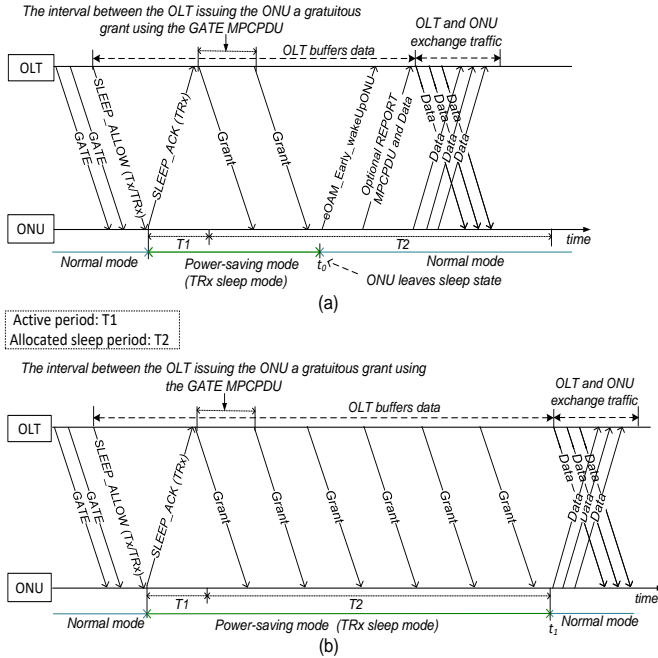 The interval between the OLT issuing the ONU a gratuitous
grant using the GATE MPCPDU
OLT and ONU
exchange traffic
OLT buffers data
OLT
GATE
GATE
SLEEP_ALLOW (Tx/TRx)
SLEEP_ACK (TRx)
Grant
Grant
eOAM_Early_wakeUpONU
Optional REPORT
MPCPDU and Data
Data
Data
Data
Data
Data
Data
ONU
T1
T2
time
Normal mode
Power-saving mode
(TRx sleep mode)
t0
Normal mode
ONU leaves sleep state
(a)
Active period: T1
Allocated sleep period: T2
The interval between the OLT issuing the ONU a gratuitous grant using
the GATE MPCPDU
OLT and ONU
exchange traffic
OLT buffers data
OLT
GATE
GATE
SLEEP_ALLOW (Tx/TRx)
SLEEP_ACK (TRx)
Grant
Grant
Grant
Grant
Grant
Grant
Data
Data
Data
Data
Data
Data
ONU
T1
T2
time
Normal mode
Power-saving mode (TRx sleep mode)
t1
Normal mode
(b)